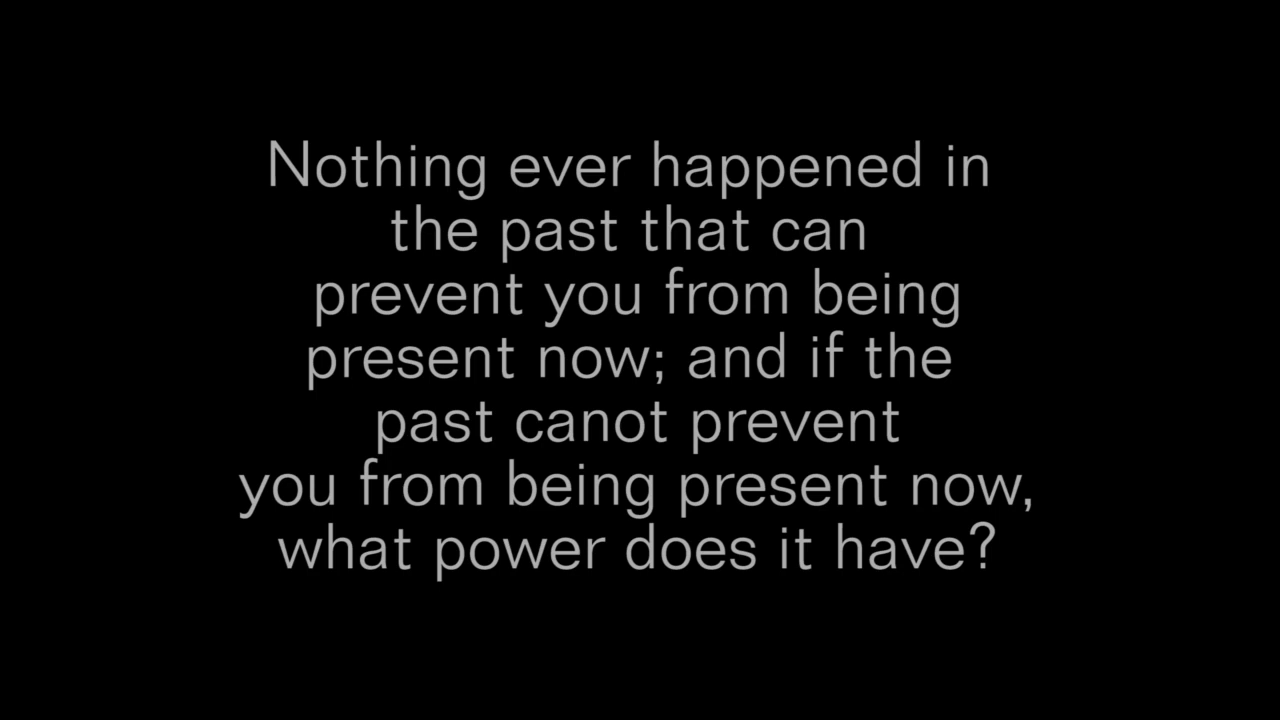 Nothing ever happened in
the past that can
prevent you from being
present now; and if the
past canot prevent
you from being present now,
what power does it have?